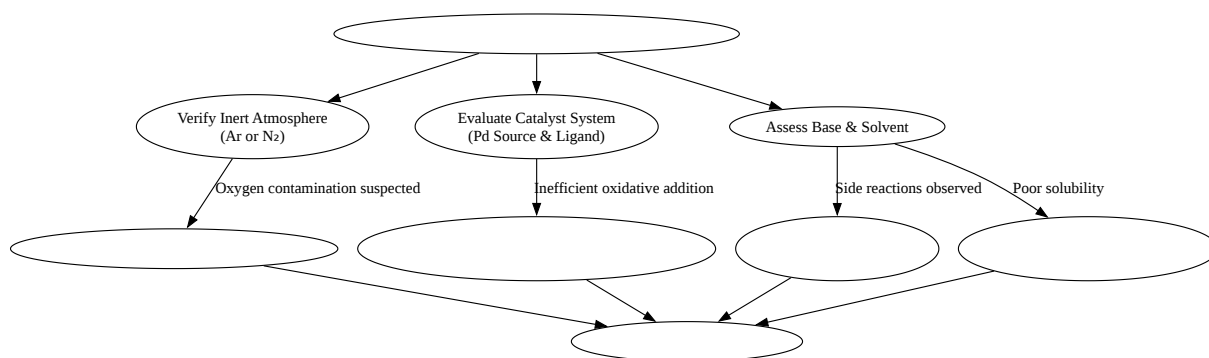 Verify Inert Atmosphere
(Ar or N₂)
Evaluate Catalyst System
(Pd Source & Ligand)
Assess Base & Solvent
Oxygen contamination suspected
Inefficient oxidative addition
Side reactions observed
Poor solubility